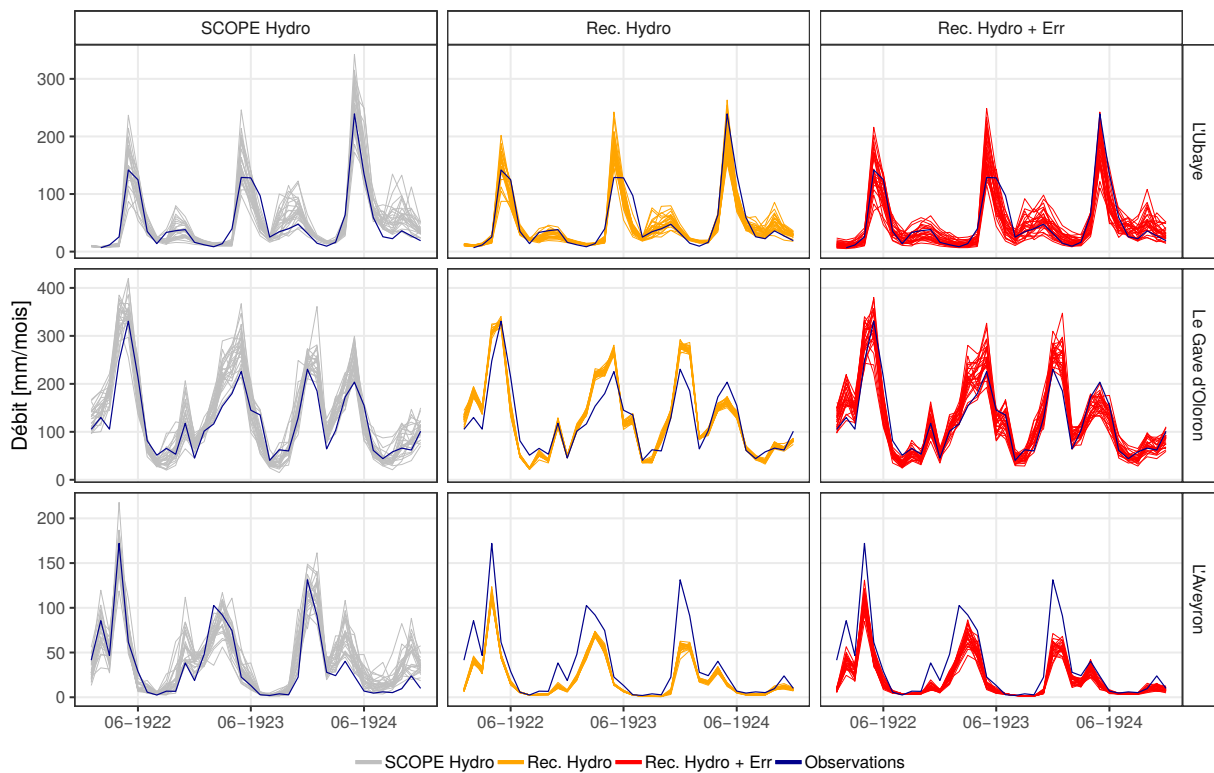 SCOPE Hydro Rec. Hydro Rec. Hydro + Err
300
200
100
0
L'Ubaye
400
300
200
100
0
Le Gave d'Oloron
200
150
100
50
0
L'Aveyron
Débit [mm/mois]
06−1922 06−1923 06−1924 06−1922 06−1923 06−1924 06−1922 06−1923 06−1924
SCOPE Hydro Rec. Hydro Rec. Hydro + Err Observations